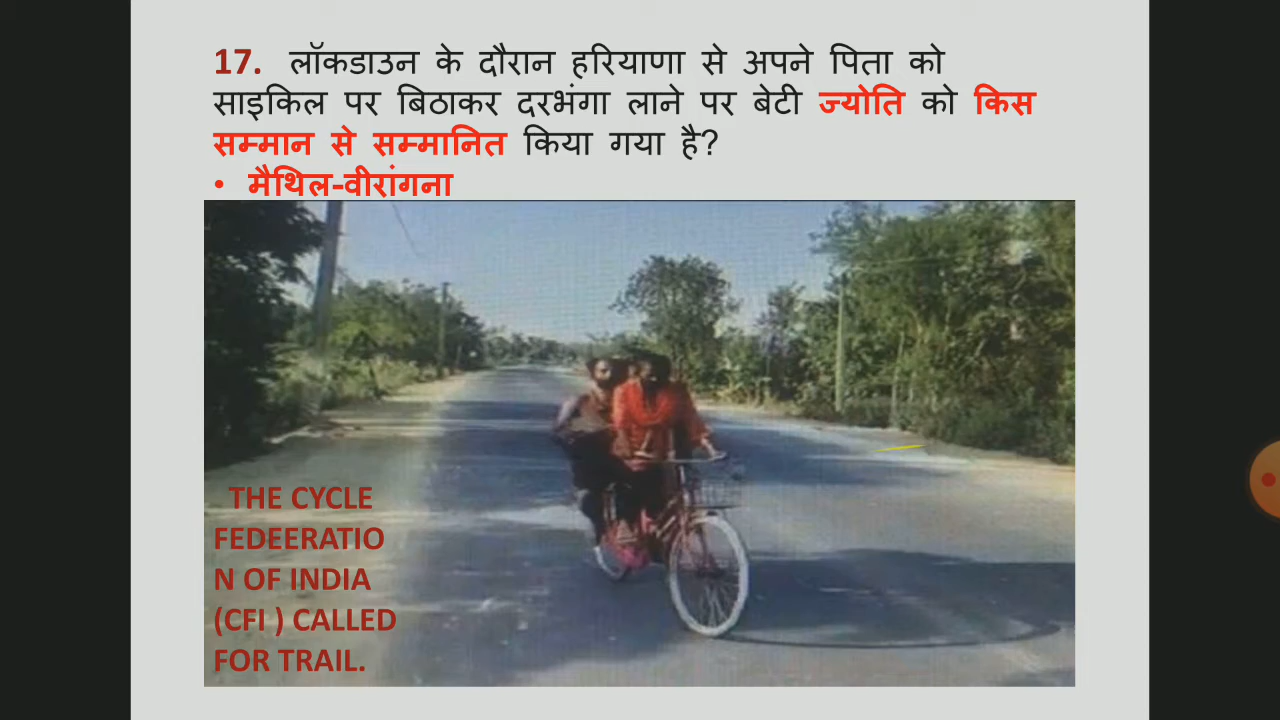 17. लॉकडाउन के दौरान हरियाणा से अपने पिता को
साइकिल पर बिठाकर दरभंगा लाने पर बेटी ज्योति को किस
सम्मान से सम्मानित किया गया है?
• मैथिल-वीरांगना
THE CYCLE
FEDEERATIO
N OF INDIA
(CFI ) CALLED
FOR TRAIL.